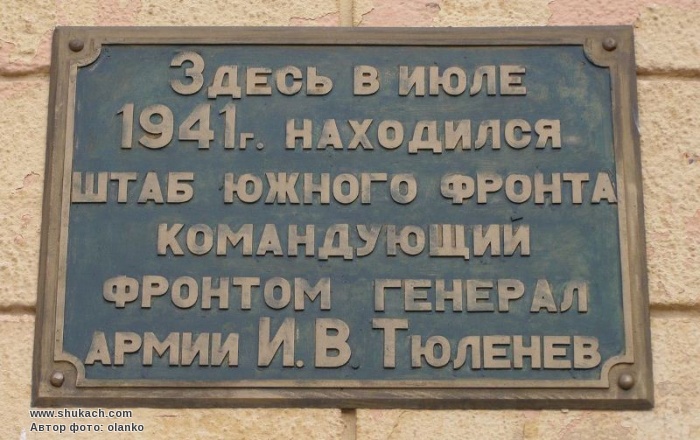 Здесь в июле
1941г. находился
штаб южного фронта
командующий
фронтом генерал
армии И. В Тюленев
www.shukach.com
Автор фото: olanko